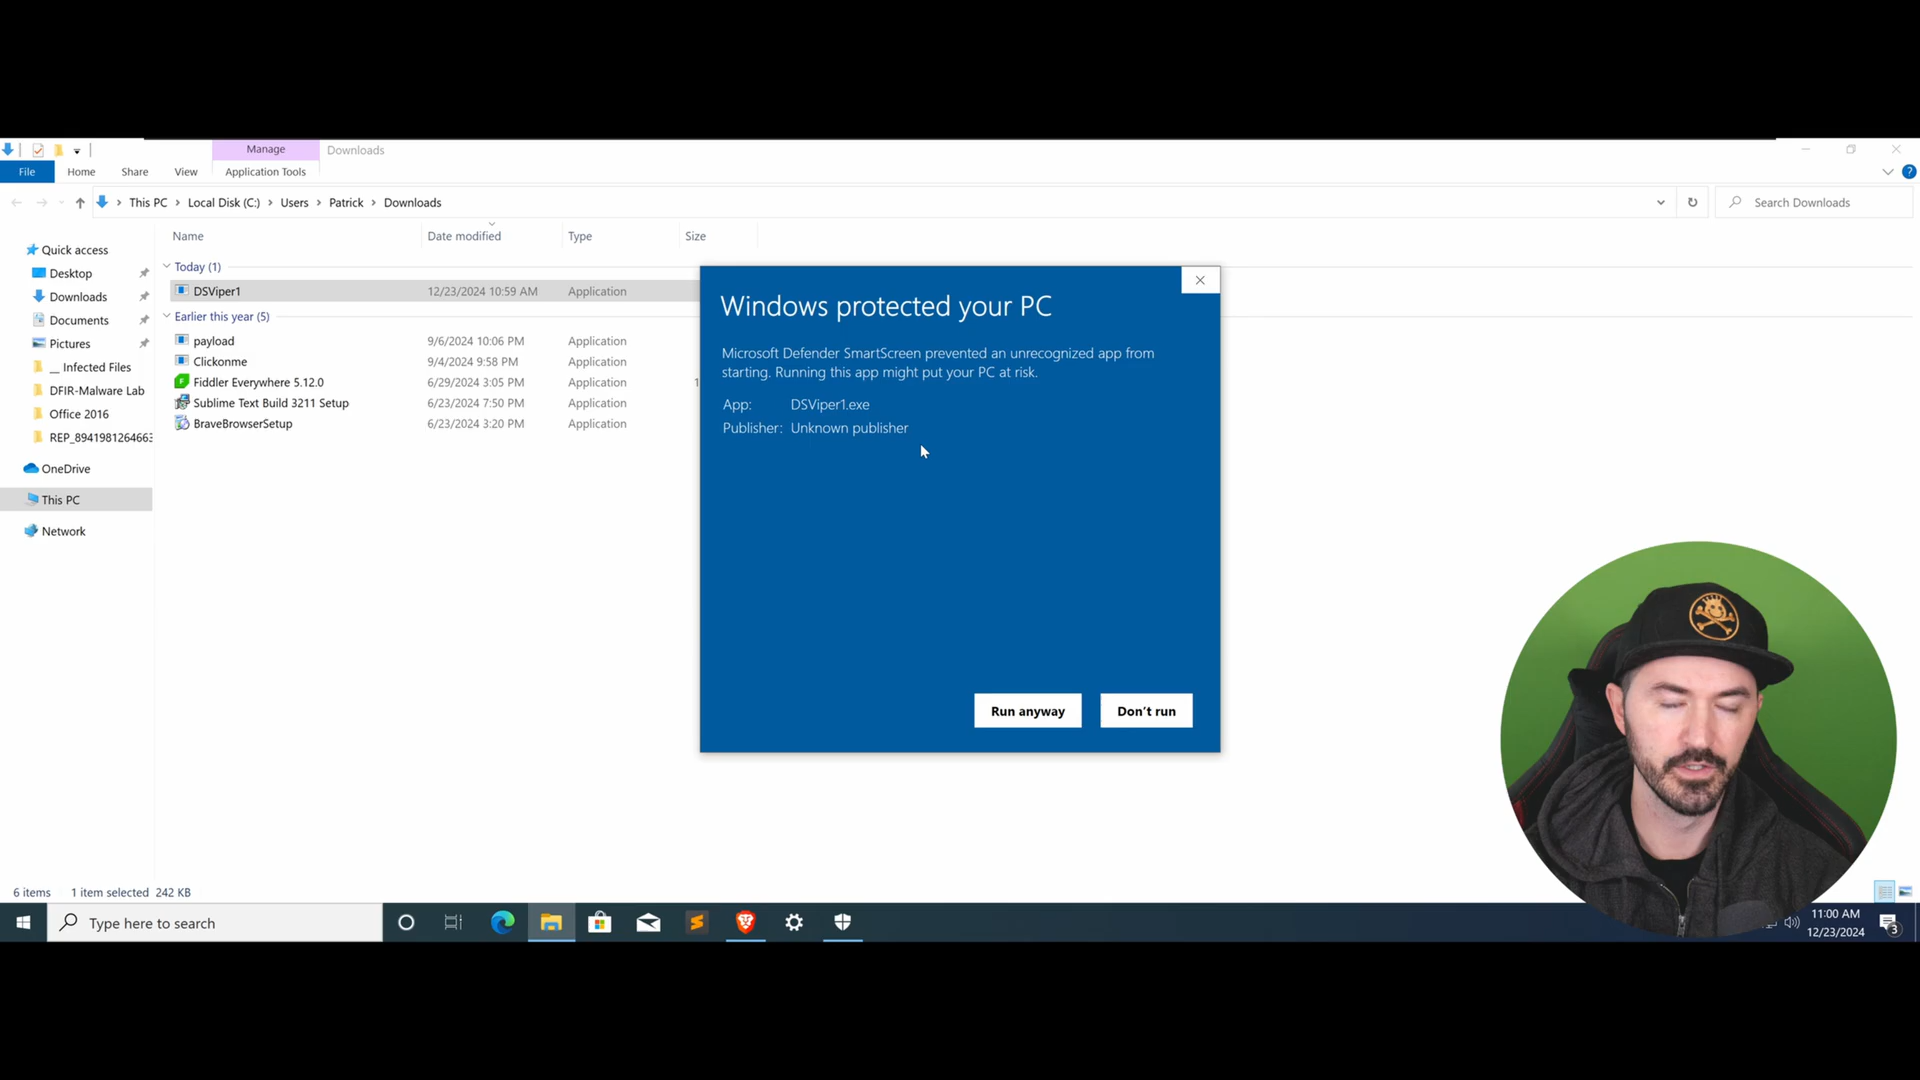 Manage
Downloads
File
Home
Share
View
Application Tools
This PC
Local Disk (C:)
Users
Patrick
Downloads
Search Downloads
Name
Date modified
Type
Size
Quick access
Desktop
Downloads
Documents
Pictures
__ Infected Files
DFIR-Malware Lab
Office 2016
REP_8941981264663
OneDrive
This PC
Network
Today (1)
DSViper1 12/23/2024 10:59 AM Application
Earlier this year (5)
payload 9/6/2024 10:06 PM Application
Clickonme 9/4/2024 9:58 PM Application
Fiddler Everywhere 5.12.0 6/29/2024 3:05 PM Application 1
Sublime Text Build 3211 Setup 6/23/2024 7:50 PM Application
BraveBrowserSetup 6/23/2024 3:20 PM Application
Windows protected your PC
Microsoft Defender SmartScreen prevented an unrecognized app from
starting. Running this app might put your PC at risk.
App: DSViper1.exe
Publisher: Unknown publisher
Run anyway
Don't run
6 items 1 item selected 242 KB
Type here to search
11:00 AM
12/23/2024
3